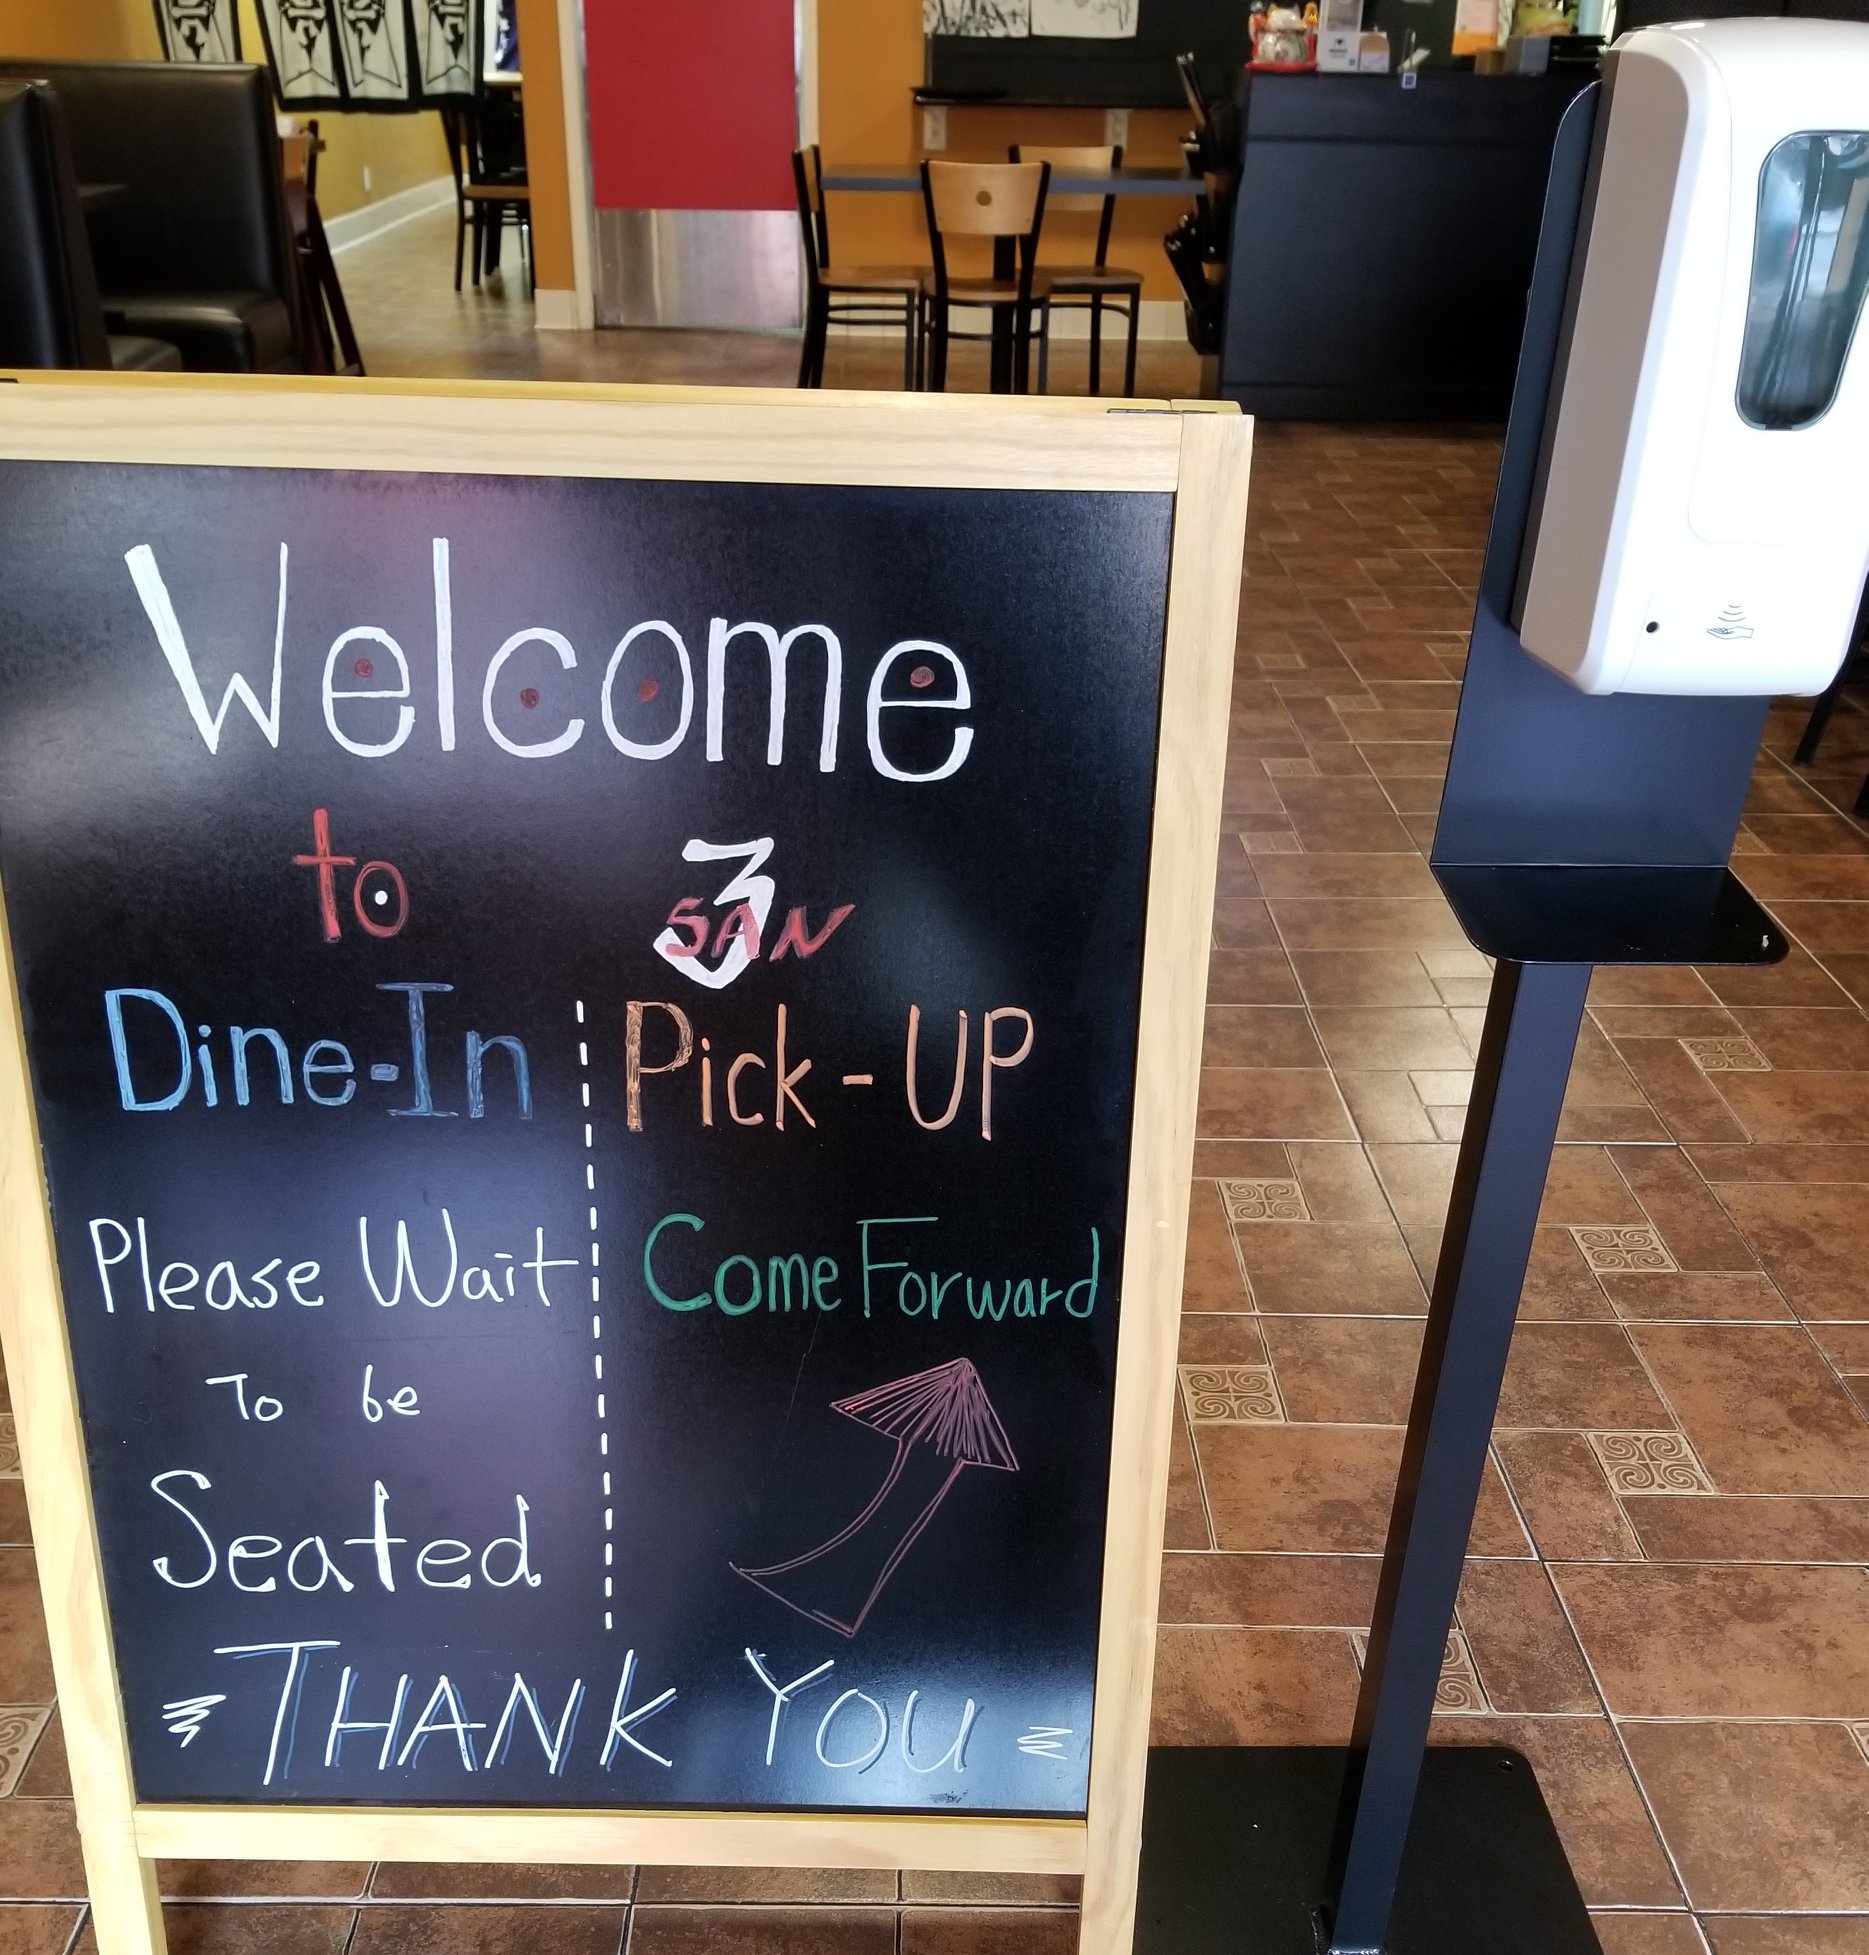 Welcome
to 3 SAN
Dine-In
Please Wait
To be
Seated
Pick-UP
Come Forward
THANK YOU